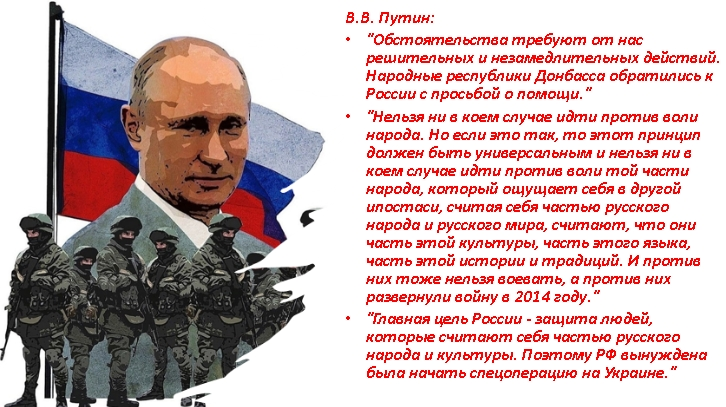 В.В. Путин:
• "Обстоятельства требуют от нас
решительных и незамедлительных действий.
Народные республики Донбасса обратились к
России с просьбой о помощи."
• "Нельзя ни в коем случае идти против воли
народа. Но если это так, то этот принцип
должен быть универсальным и нельзя ни в
коем случае идти против воли той части
народа, который ощущает себя в другой
ипостаси, считая себя частью русского
народа и русского мира, считают, что они
часть этой культуры, часть этого языка,
часть этой истории и традиций. И против
них тоже нельзя воевать, а против них
развернули войну в 2014 году."
• "Главная цель России - защита людей,
которые считают себя частью русского
народа и культуры. Поэтому РФ вынуждена
была начать спецоперацию на Украине."